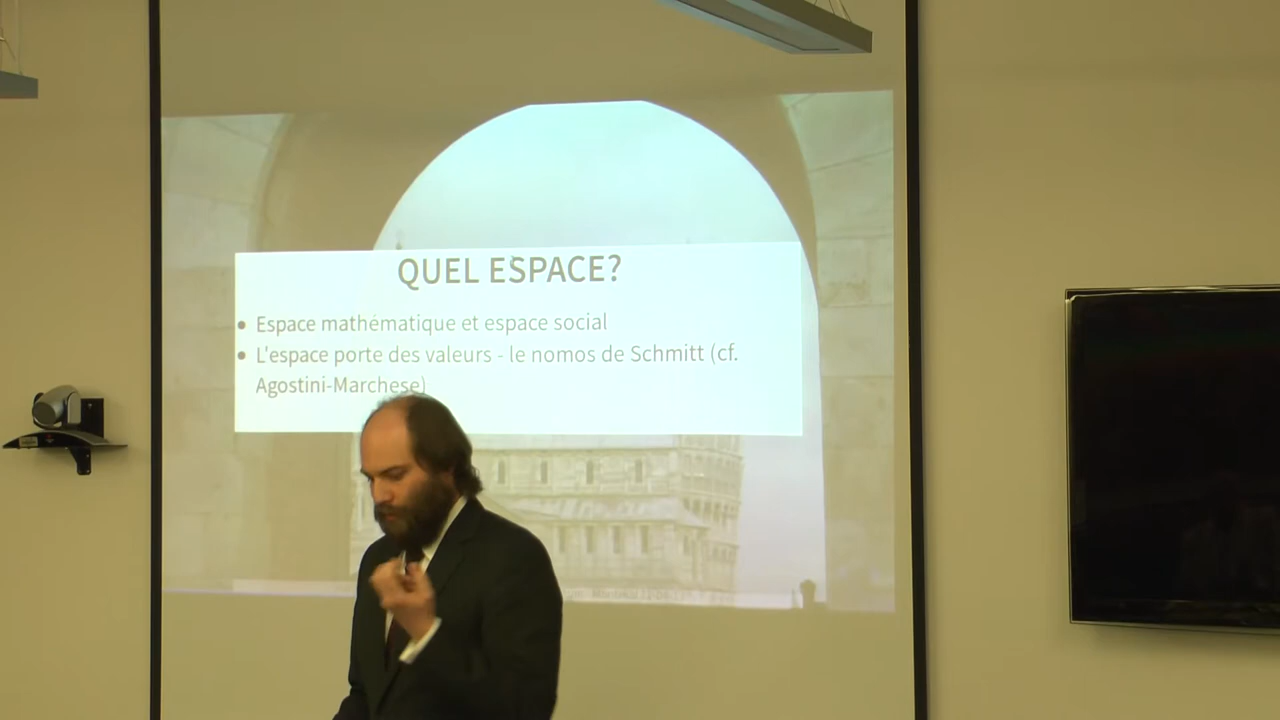 QUEL ESPACE?
Espace mathématique et espace social
L'espace porte des valeurs - le nomos de Schmitt (cf.
Agostini-Marchese)